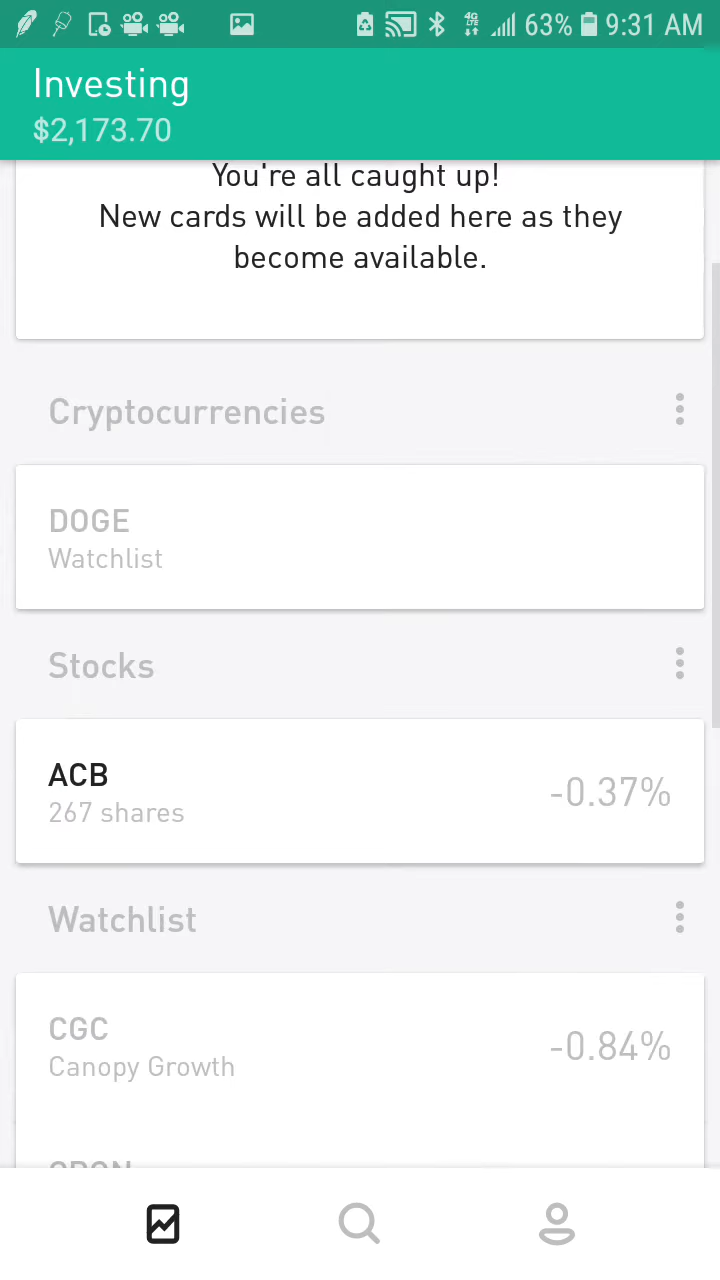 4G
LTE
63%
9:31 AM
Investing
$2,173.70
You're all caught up!
New cards will be added here as they
become available.
Cryptocurrencies
DOGE
Watchlist
Stocks
ACB
267 shares
-0.37%
Watchlist
CGC
Canopy Growth
-0.84%